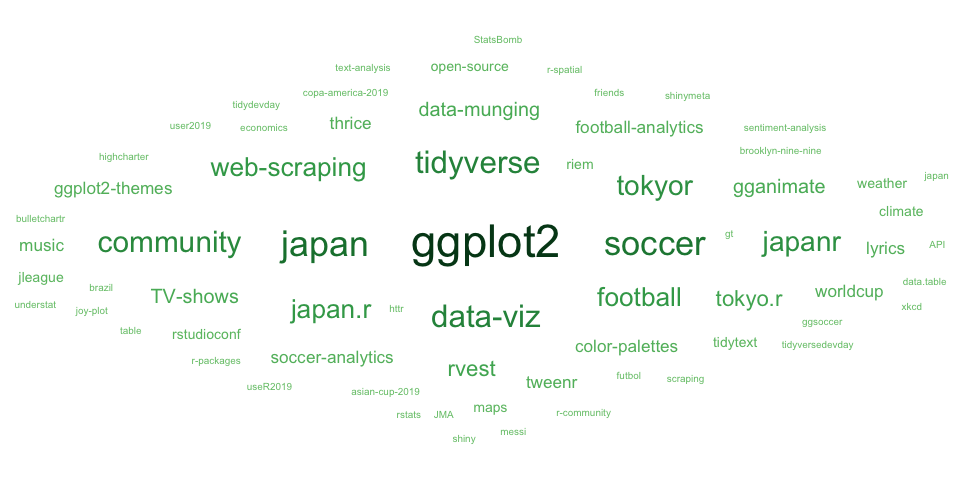 StatsBomb
text-analysis open-source r-spatial
copa-america-2019 friends shinymeta
tidydevday data-munging
user2019 economics thrice football-analytics sentiment-analysis
highcharter web-scraping tidyverse riem brooklyn-nine-nine
ggplot2-themes tokyor gganimate weather japan
bulletchartr climate
music community japan ggplot2 soccer gt japanr lyrics API
jleague brazil data.table
understat joy-plot TV-shows japan.r httr football tokyo.r worldcup xkcd
table rstudioconf data-viz ggsoccer
r-packages soccer-analytics color-palettes tidytext tidyversedevday
useR2019 asian-cup-2019 rvest tweenr futbol scraping
rstats JMA maps r-community
shiny messi